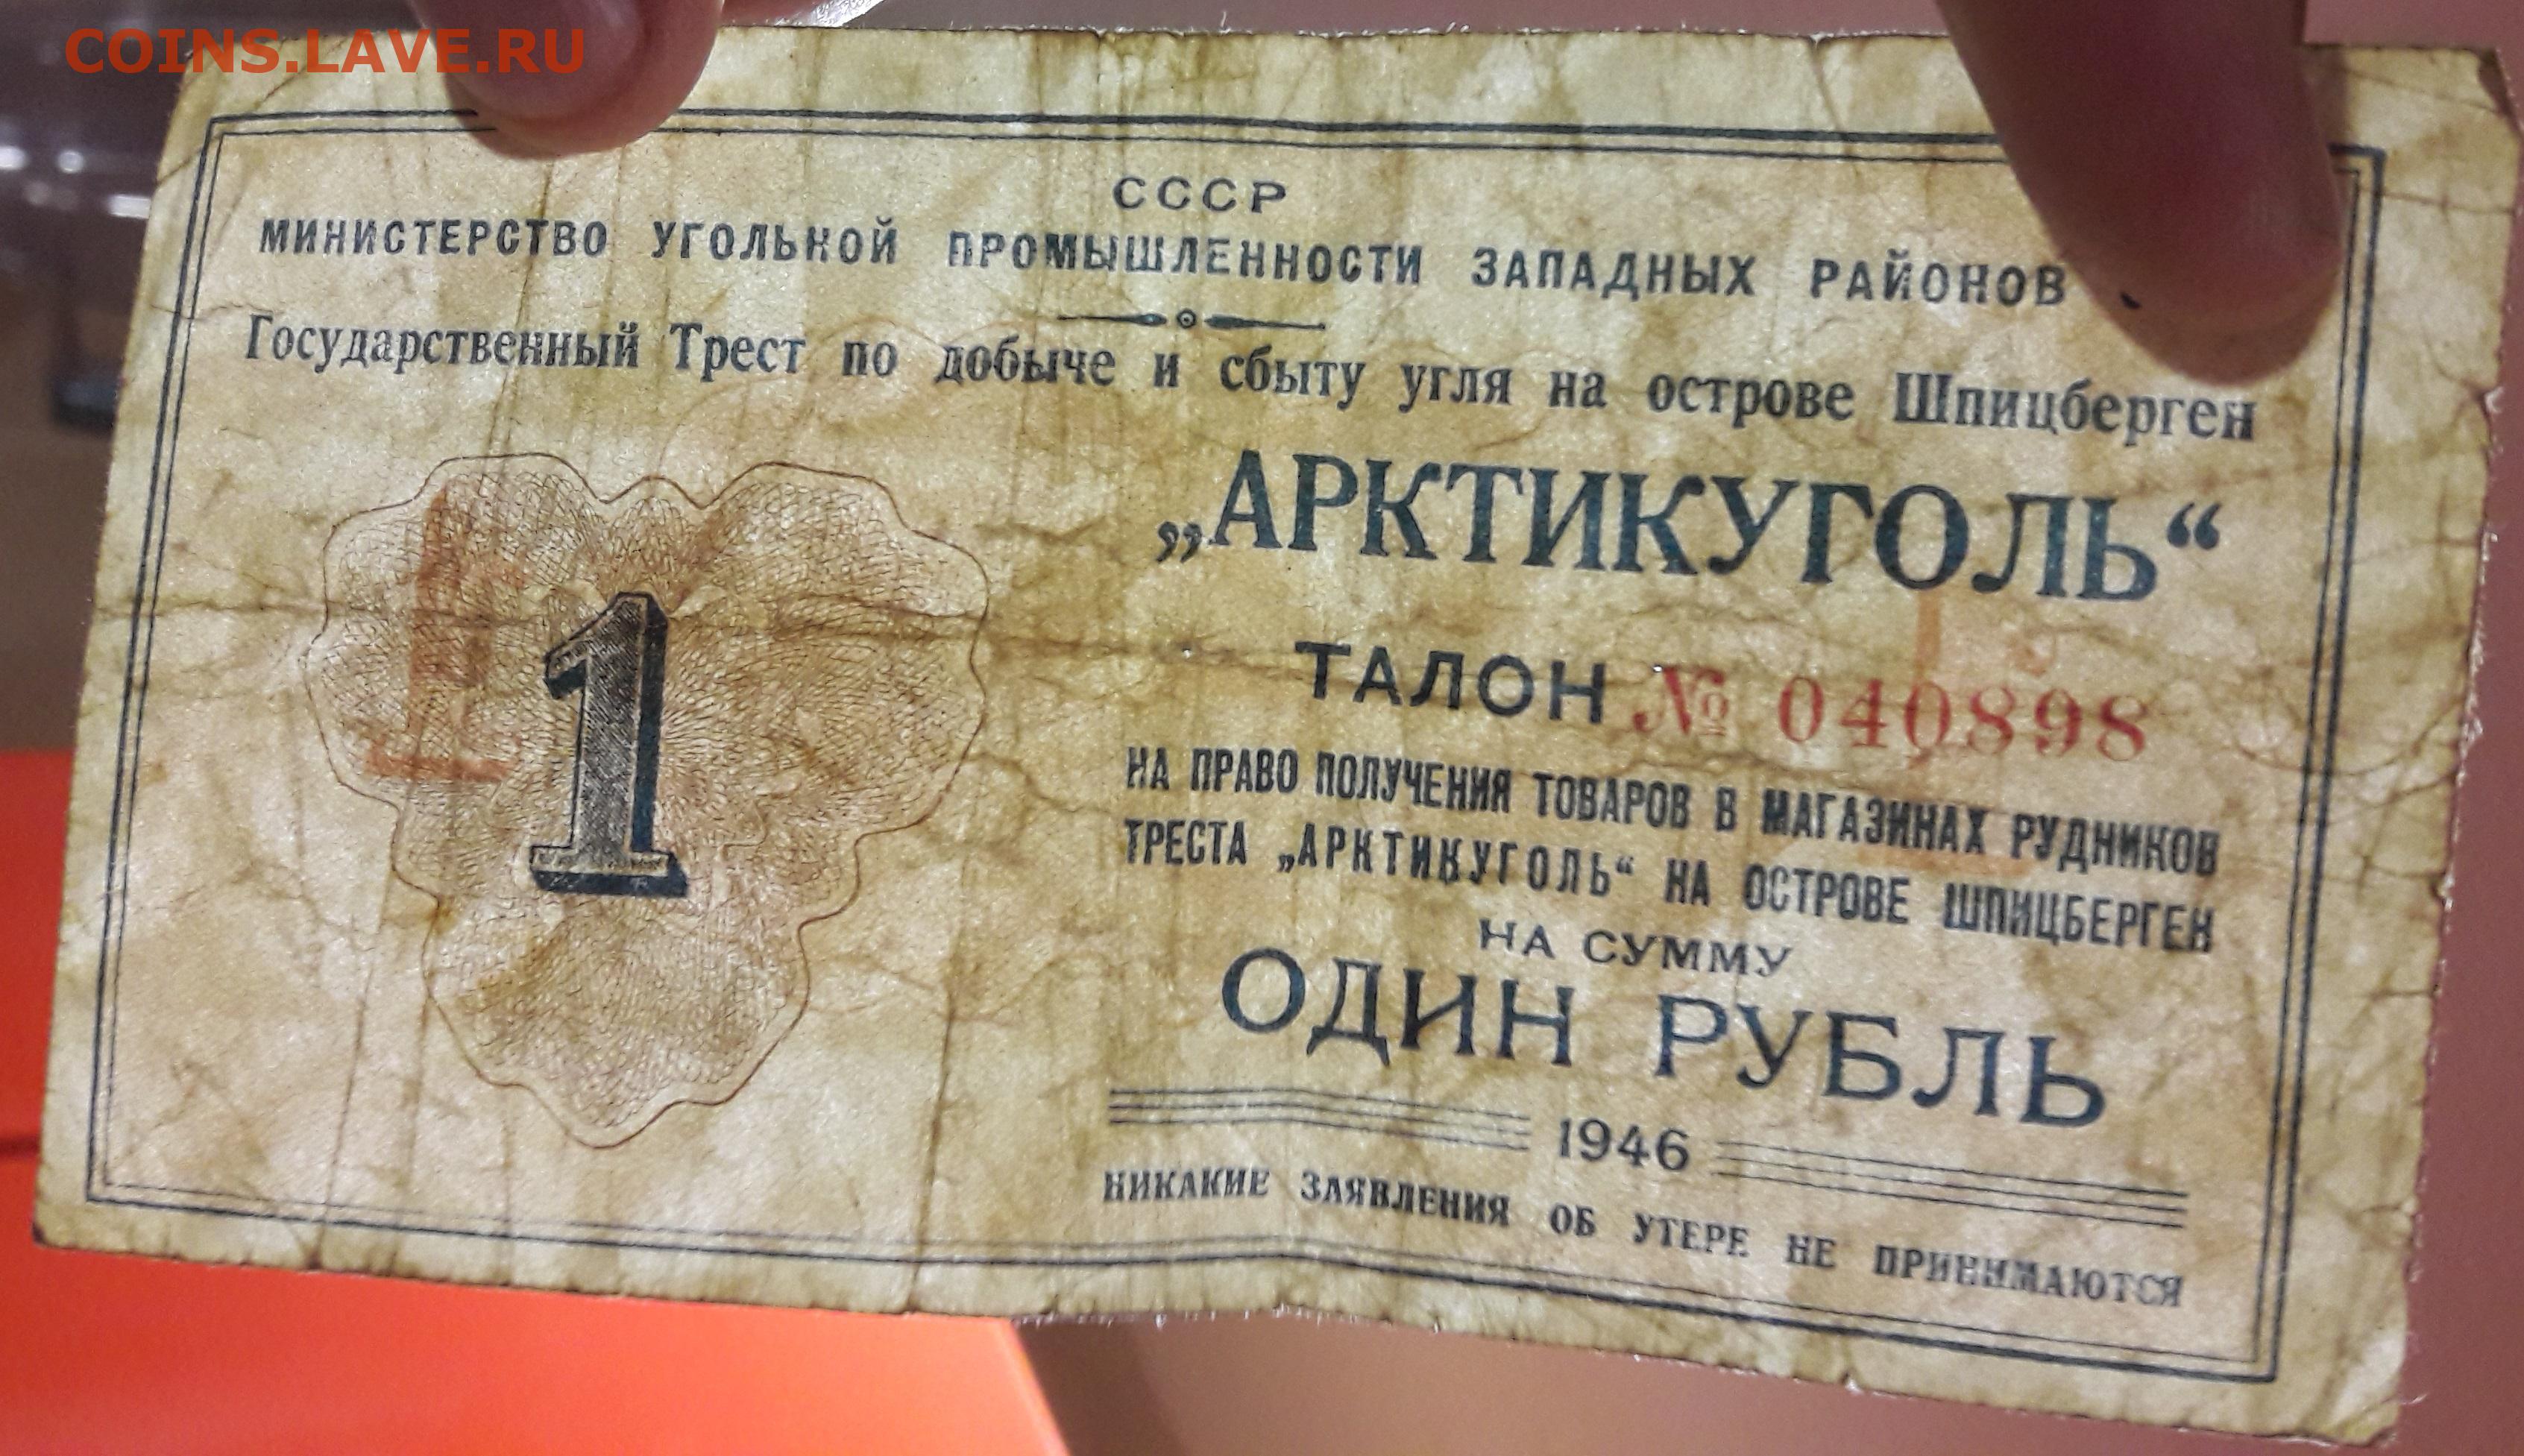 COINS.LAVE.RU
СССР
МИНИСТЕРСТВО УГОЛЬНОЙ ПРОМЫШЛЕННОСТИ ЗАПАДНЫХ РАЙОНОВ
Государственный Трест по добыче и сбыту угля на острове Шпицберген
„АРКТИКУГОЛЬ“
ТАЛОН № 040898
НА ПРАВО ПОЛУЧЕНИЯ ТОВАРОВ В МАГАЗИНАХ РУДНИКОВ
ТРЕСТА „АРКТИКУГОЛЬ“ НА ОСТРОВЕ ШПИЦБЕРГЕН
НА СУММУ
ОДИН РУБЛЬ
1946
НИКАКИЕ ЗАЯВЛЕНИЯ ОБ УТЕРЕ НЕ ПРИНИМАЮТСЯ
1